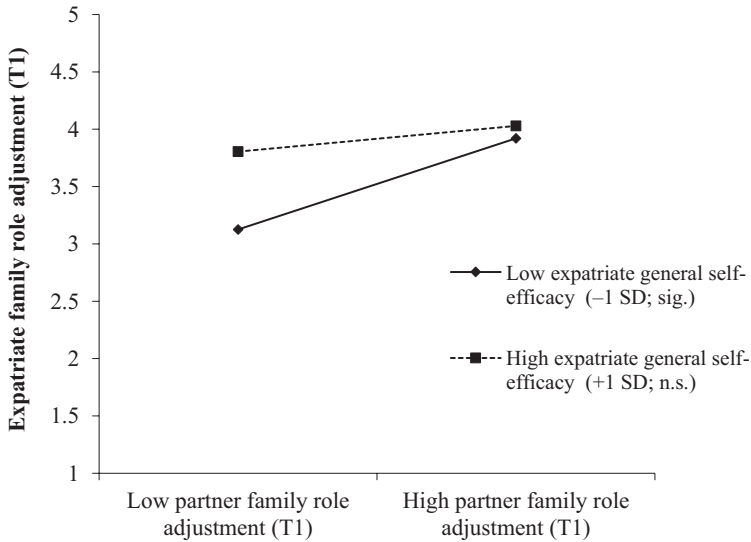 Expatriate family role adjustment (T1)
5
4.5
4
3.5
3
2.5
2
1.5
1
Low expatriate general self-
efficacy (–1 SD; sig.)
High expatriate general self-
efficacy (+1 SD; n.s.)
Low partner family role
adjustment (T1)
High partner family role
adjustment (T1)